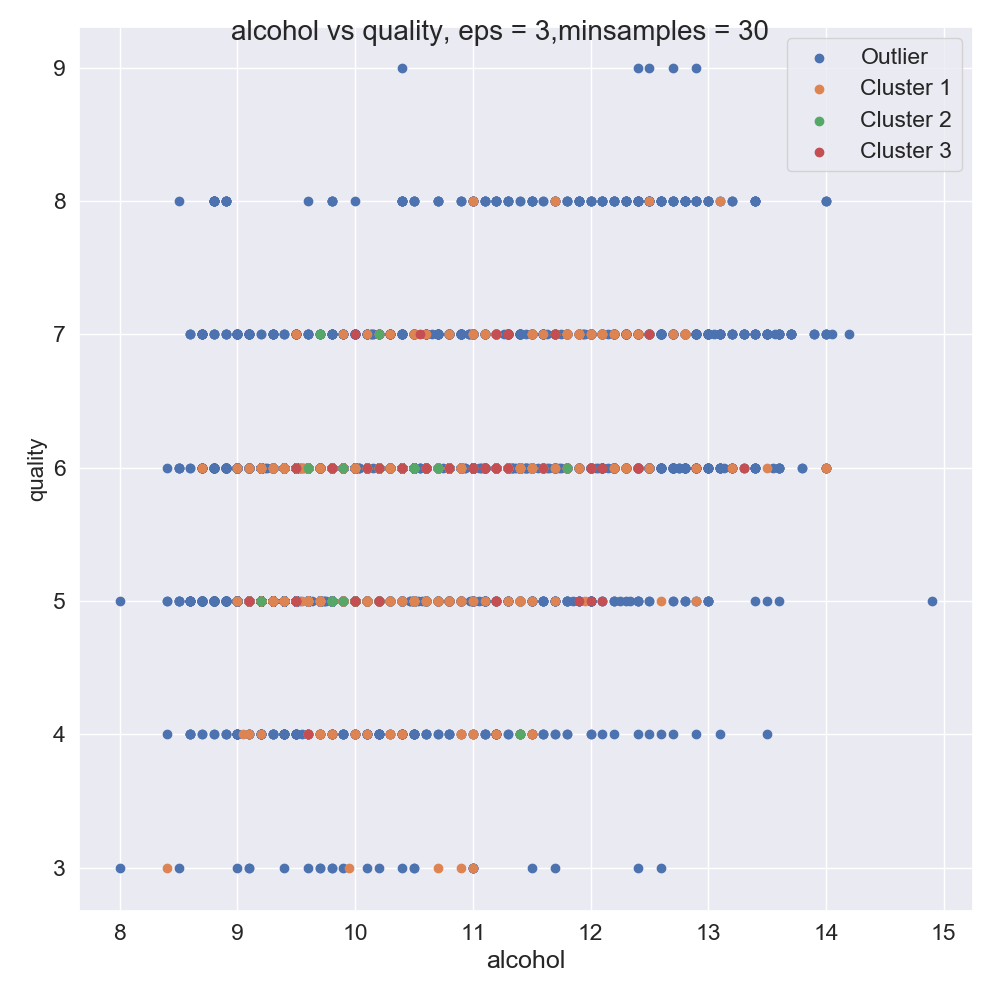 alcohol vs quality, eps = 3,minsamples = 30
Outlier
Cluster 1
Cluster 2
Cluster 3
9
8
7
6
5
4
3
quality
8 9 10 11 12 13 14 15
alcohol